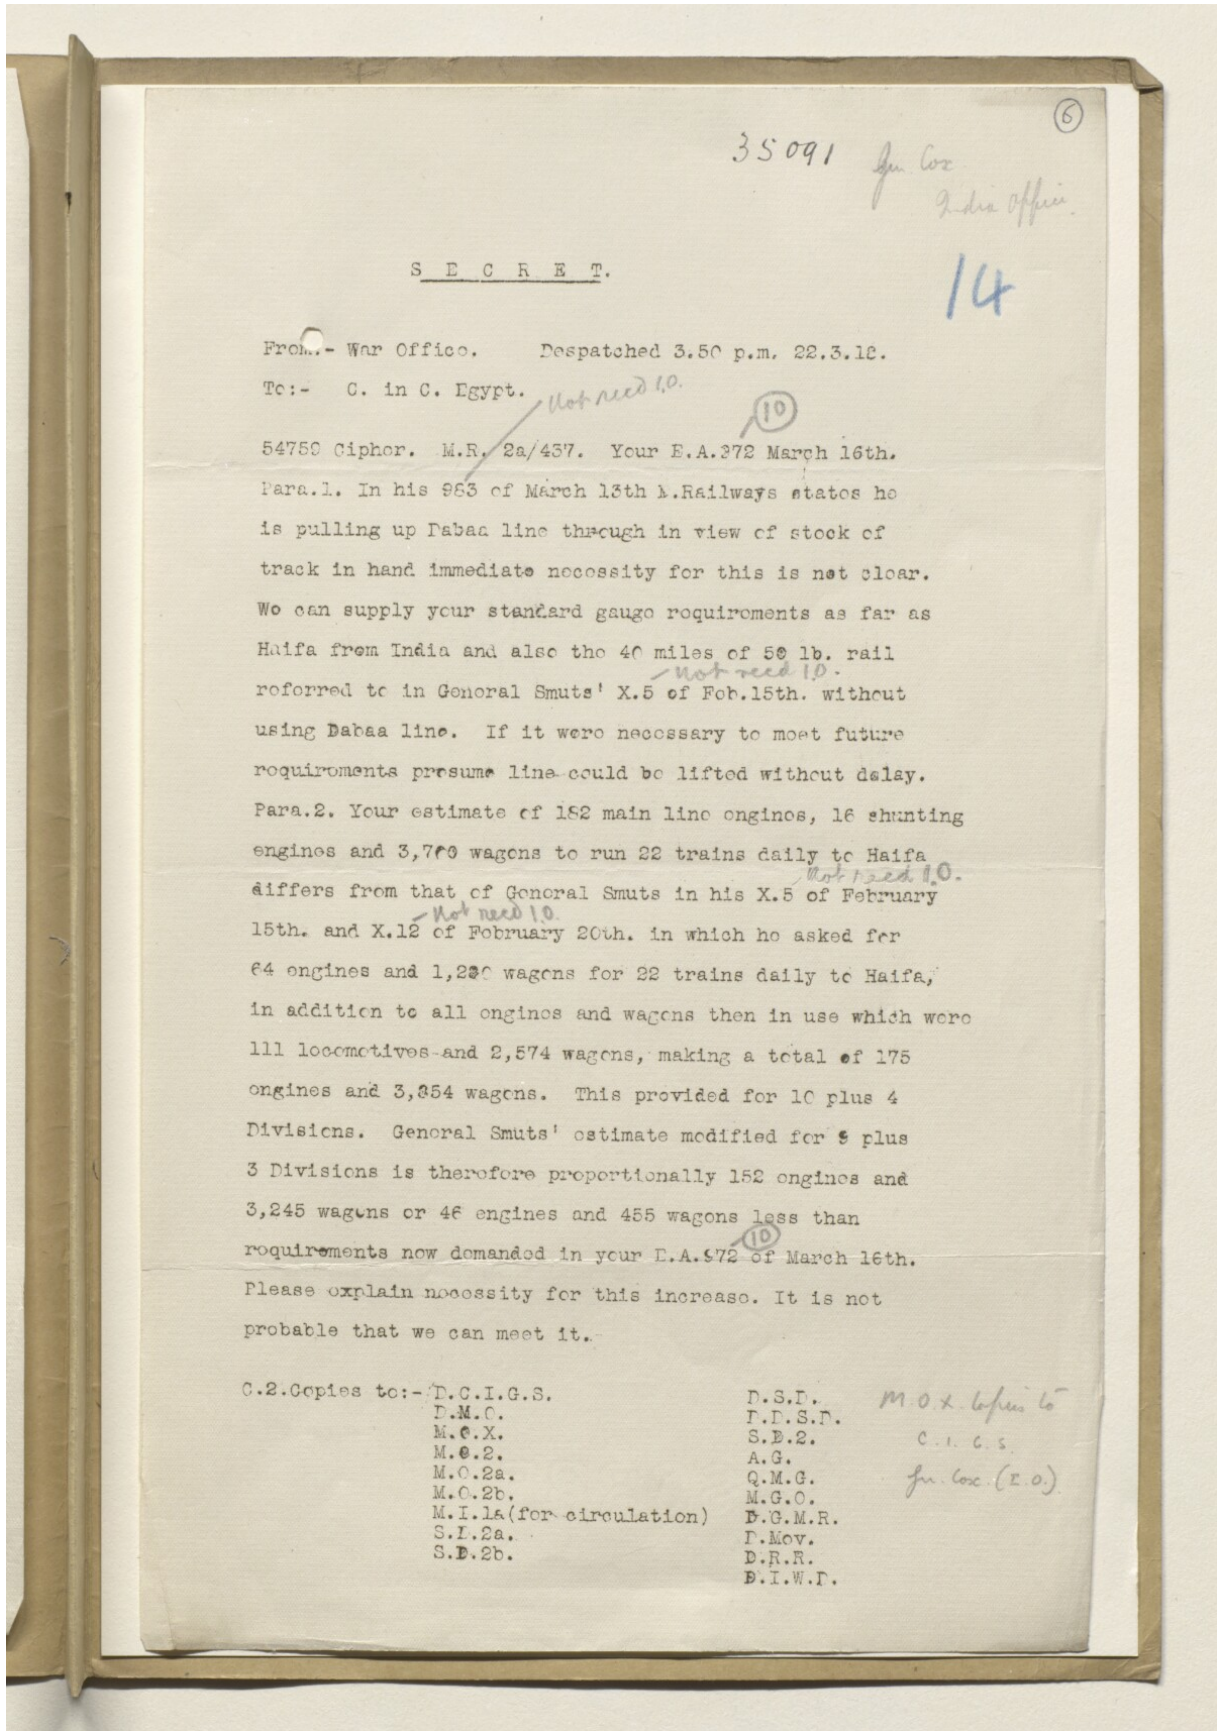 6
35091
Gen Cox
India Office.
14
S E C R E T.
From.- War Office. Despatched 3.50 p.m. 22.3.18.
To:- C. in C. Egypt.
Not recd I.O.
10
54759 Cipher. M.R. 2a/437. Your E.A.972 March 16th.
Para.1. In his 983 of March 13th A.Railways states he
is pulling up Dabaa line through in view of stock of
track in hand immediate necessity for this is not clear.
We can supply your standard gauge requirements as far as
Haifa from India and also the 40 miles of 50 lb. rail
Not recd I.O.
referred to in General Smuts' X.5 of Feb.15th. without
using Dabaa line. If it were necessary to meet future
requirements presume line could be lifted without delay.
Para.2. Your estimate of 182 main line engines, 16 shunting
engines and 3,700 wagons to run 22 trains daily to Haifa
Not recd I.O.
differs from that of General Smuts in his X.5 of February
Not recd I.O.
15th. and X.12 of February 20th. in which he asked for
64 engines and 1,280 wagons for 22 trains daily to Haifa,
in addition to all engines and wagons then in use which were
111 locomotives and 2,574 wagons, making a total of 175
engines and 3,854 wagons. This provided for 10 plus 4
Divisions. General Smuts' estimate modified for 9 plus
3 Divisions is therefore proportionally 152 engines and
3,245 wagons or 46 engines and 455 wagons less than
10
requirements now demanded in your E.A.972 of March 16th.
Please explain necessity for this increase. It is not
probable that we can meet it.
C.2.Copies to:- D.C.I.G.S.
D.M.O.
M.O.X.
M.O.2.
M.O.2a.
M.O.2b.
M.I.1a(for circulation)
S.D.2a.
S.D.2b.
D.S.D.
D.D.S.D.
S.D.2.
A.G.
Q.M.G.
M.G.O.
D.G.M.R.
D.Mov.
D.R.R.
D.I.W.D.
M.O.X. Copies to
C.I.G.S.
Gn. Cox. (I.O.)